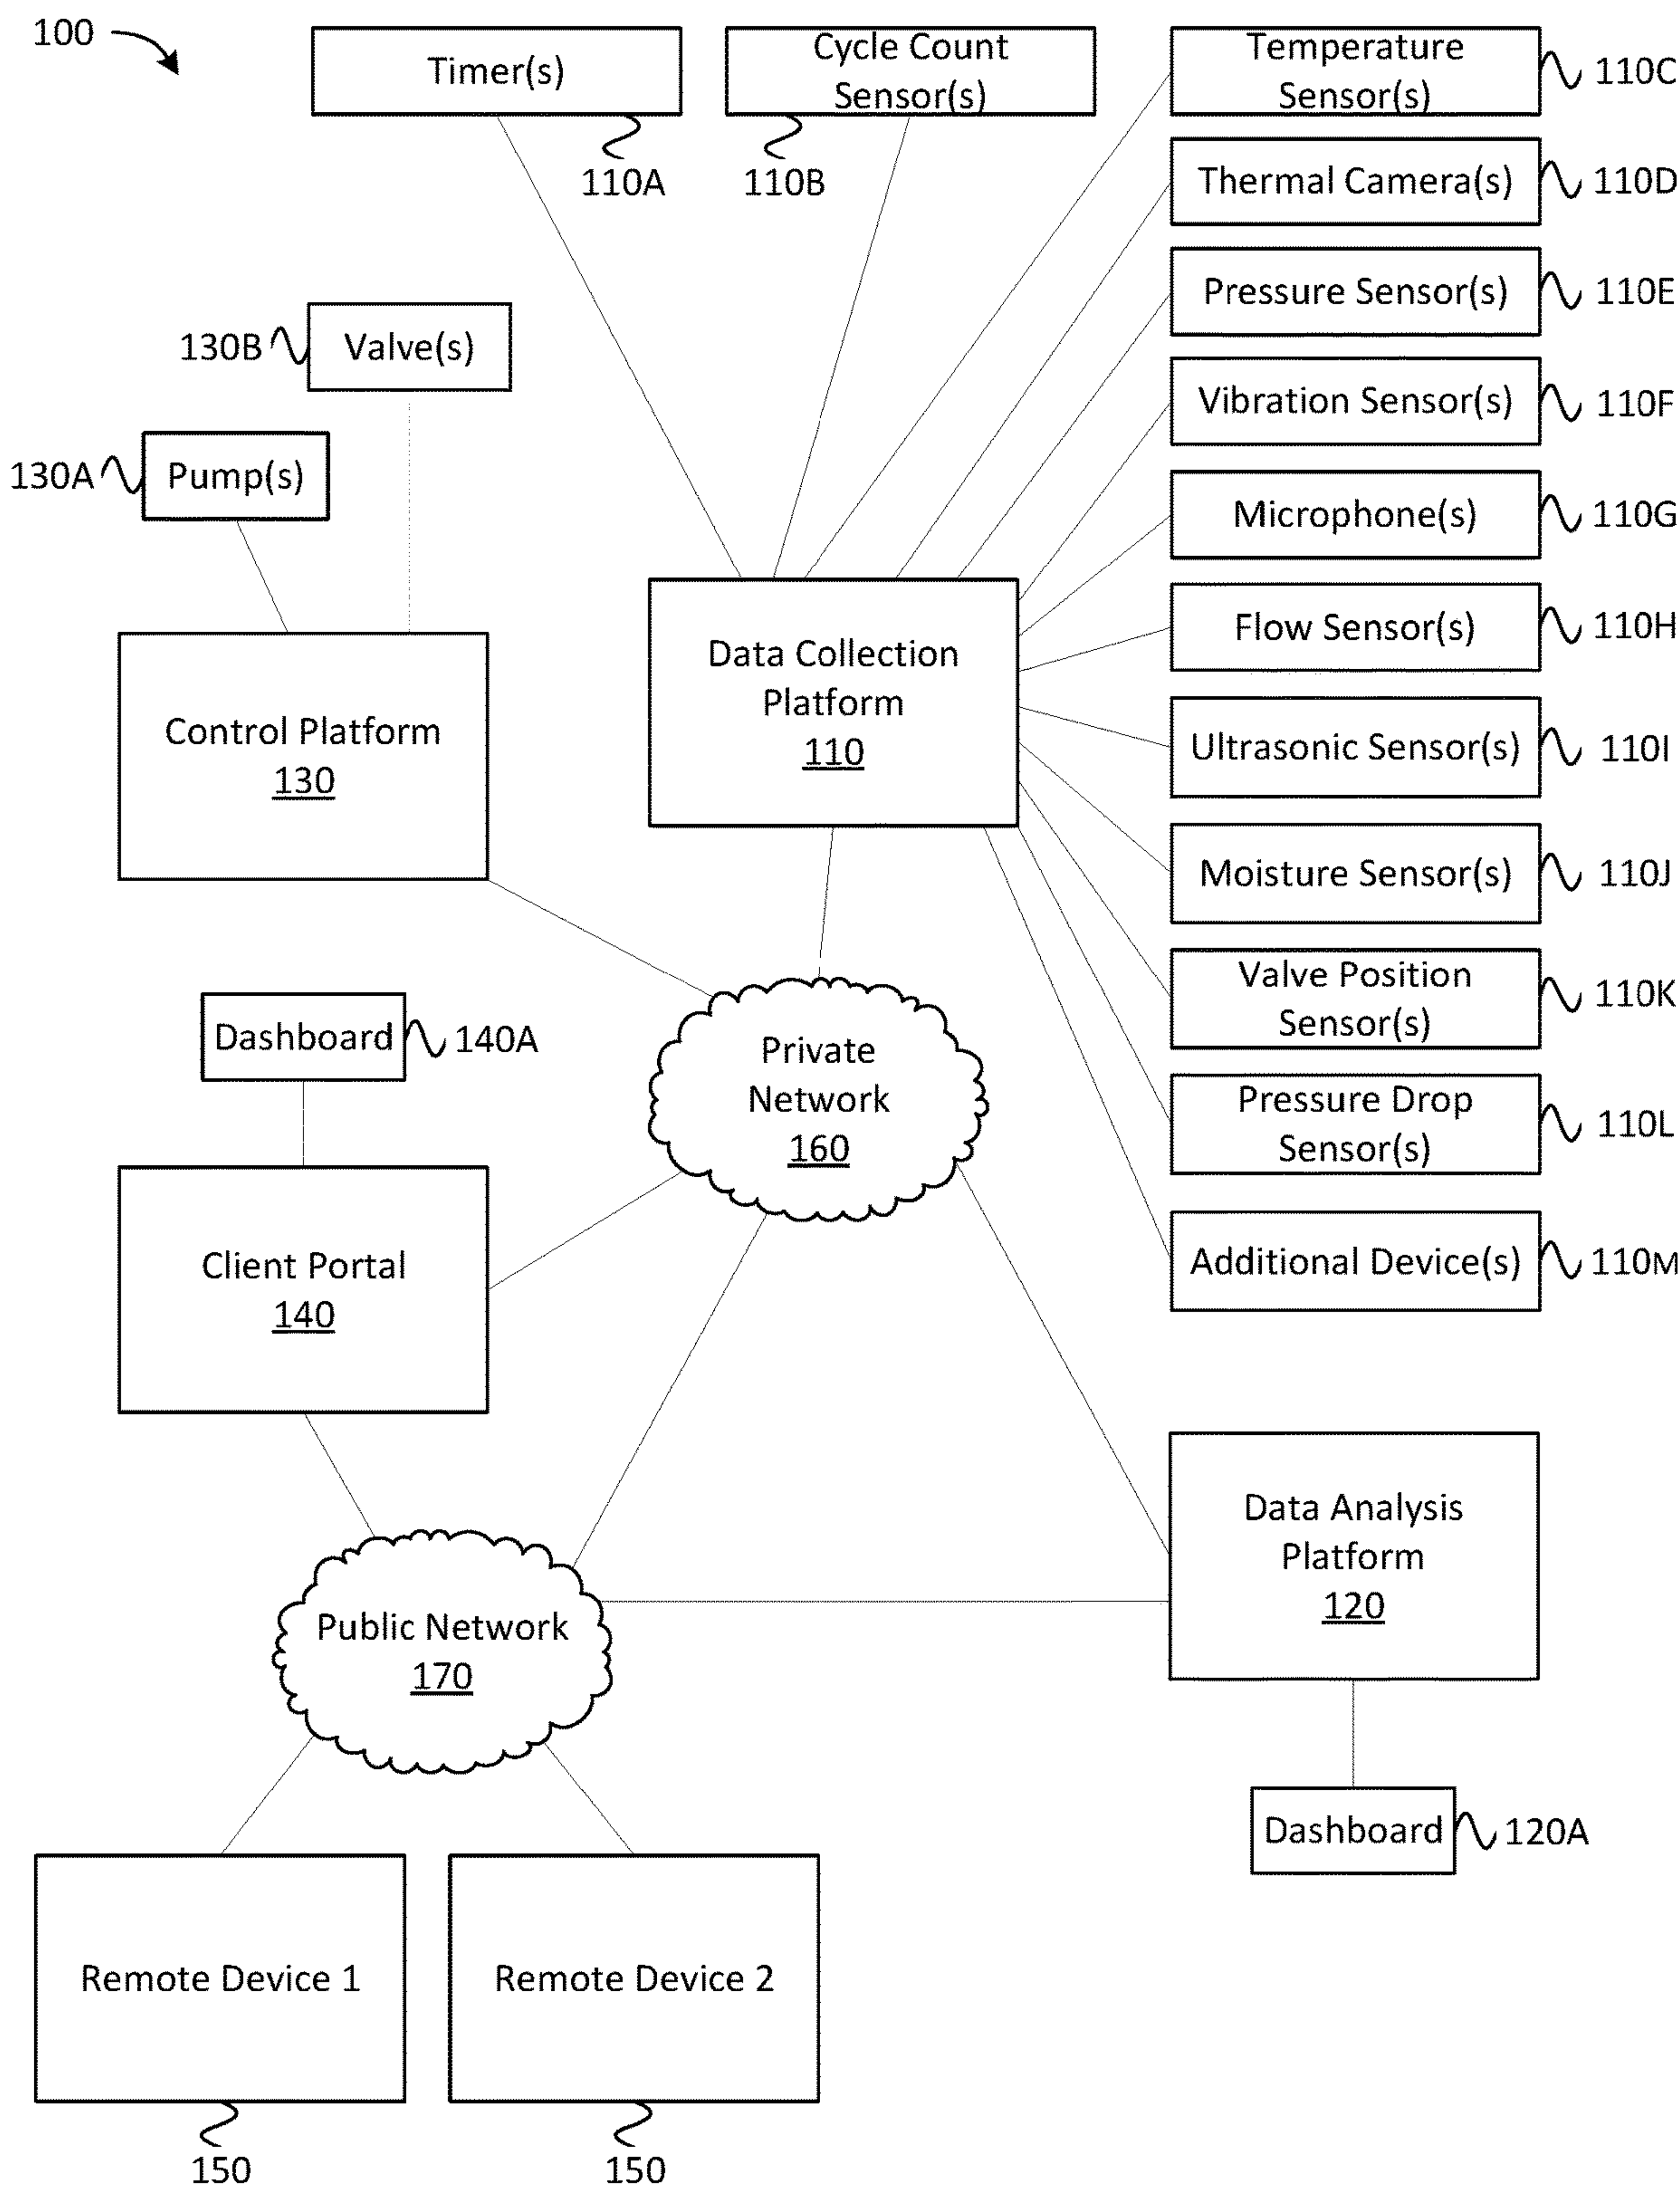 100
Timer(s)
110A
Cycle Count
Sensor(s)
110B
Temperature
Sensor(s)
110C
Thermal Camera(s)
110D
Pressure Sensor(s)
110E
Vibration Sensor(s)
110F
Microphone(s)
110G
Flow Sensor(s)
110H
Ultrasonic Sensor(s)
110I
Moisture Sensor(s)
110J
Valve Position
Sensor(s)
110K
Pressure Drop
Sensor(s)
110L
Additional Device(s)
110M
130B
Valve(s)
130A
Pump(s)
Control Platform
130
Data Collection
Platform
110
Dashboard
140A
Private
Network
160
Client Portal
140
Public Network
170
Data Analysis
Platform
120
Dashboard
120A
Remote Device 1
150
Remote Device 2
150